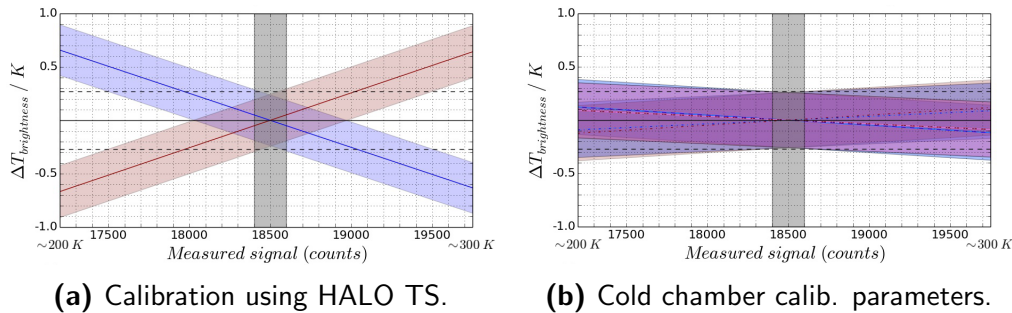 1.0
0.5
0
-0.5
-1.0
ΔT_brightness / K
17500 18000 18500 19000 19500
~200 K ~300 K
Measured signal (counts)
(a) Calibration using HALO TS.
1.0
0.5
0
-0.5
-1.0
ΔT_brightness / K
17500 18000 18500 19000 19500
~200 K ~300 K
Measured signal (counts)
(b) Cold chamber calib. parameters.